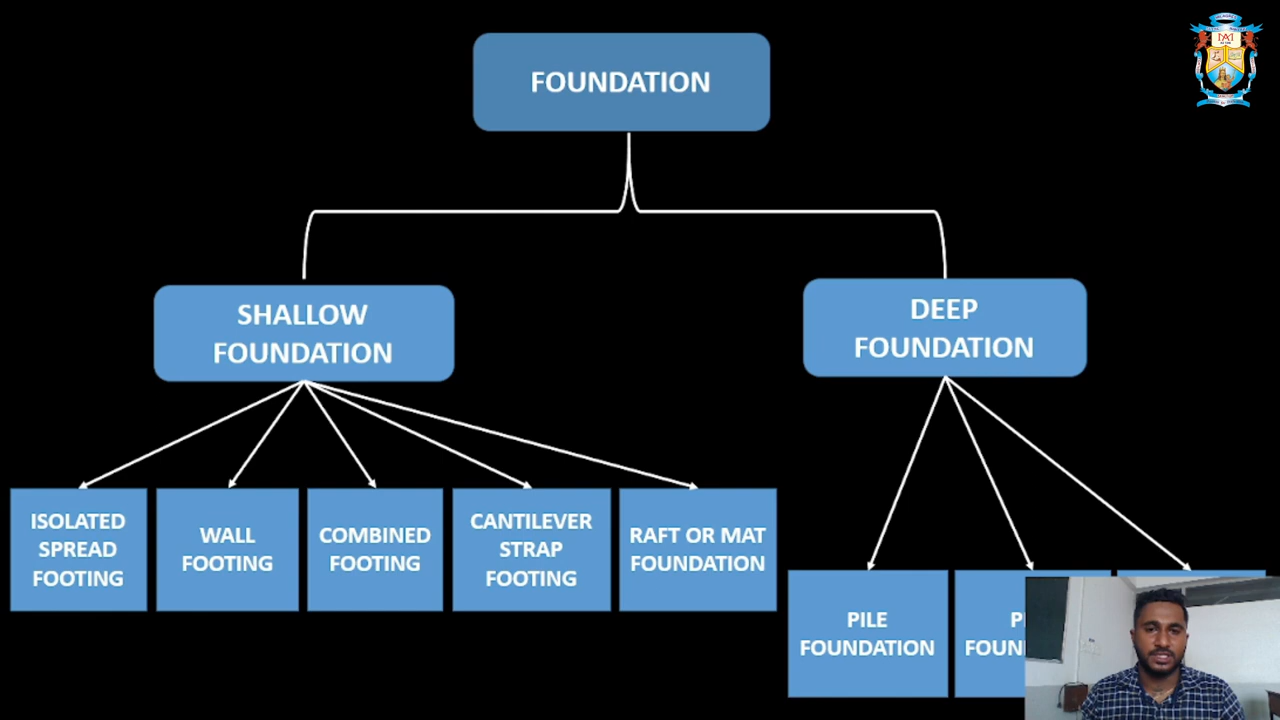 FOUNDATION
SHALLOW
FOUNDATION
DEEP
FOUNDATION
ISOLATED
SPREAD
FOOTING
WALL
FOOTING
COMBINED
FOOTING
CANTILEVER
STRAP
FOOTING
RAFT OR MAT
FOUNDATION
PILE
FOUNDATION